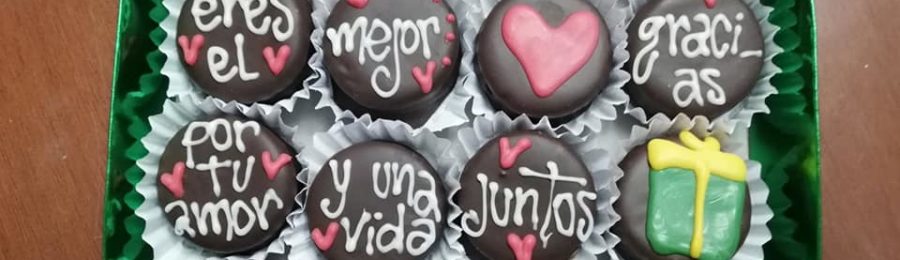 eres
el
mejor
graci_
as
por
tu
amor
y una
vida
juntos